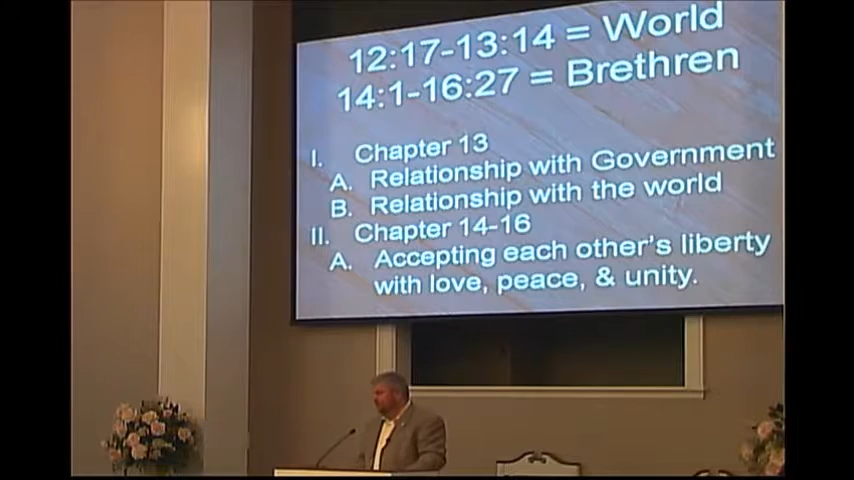 12:17-13:14 = World
14:1-16:27 = Brethren
I. Chapter 13
A. Relationship with Government
B. Relationship with the world
II. Chapter 14-16
A. Accepting each other's liberty
with love, peace, & unity.